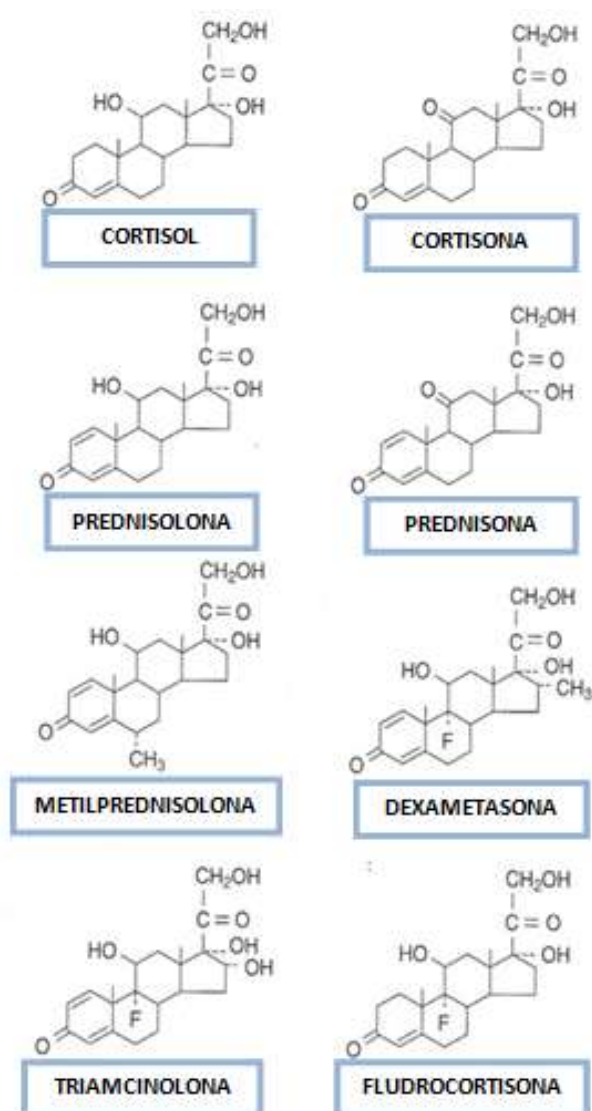 CH₂OH
C=O
HO
OH
O
CORTISOL
CH₂OH
C=O
O
OH
O
CORTISONA
CH₂OH
C=O
HO
OH
O
PREDNISOLONA
CH₂OH
C=O
O
OH
O
PREDNISONA
CH₂OH
C=O
HO
OH
O
CH₃
METILPREDNISOLONA
CH₂OH
C=O
HO
OH
CH₃
F
O
DEXAMETASONA
CH₂OH
C=O
HO
OH
OH
F
O
TRIAMCINOLONA
CH₂OH
C=O
HO
OH
F
O
FLUDROCORTISONA